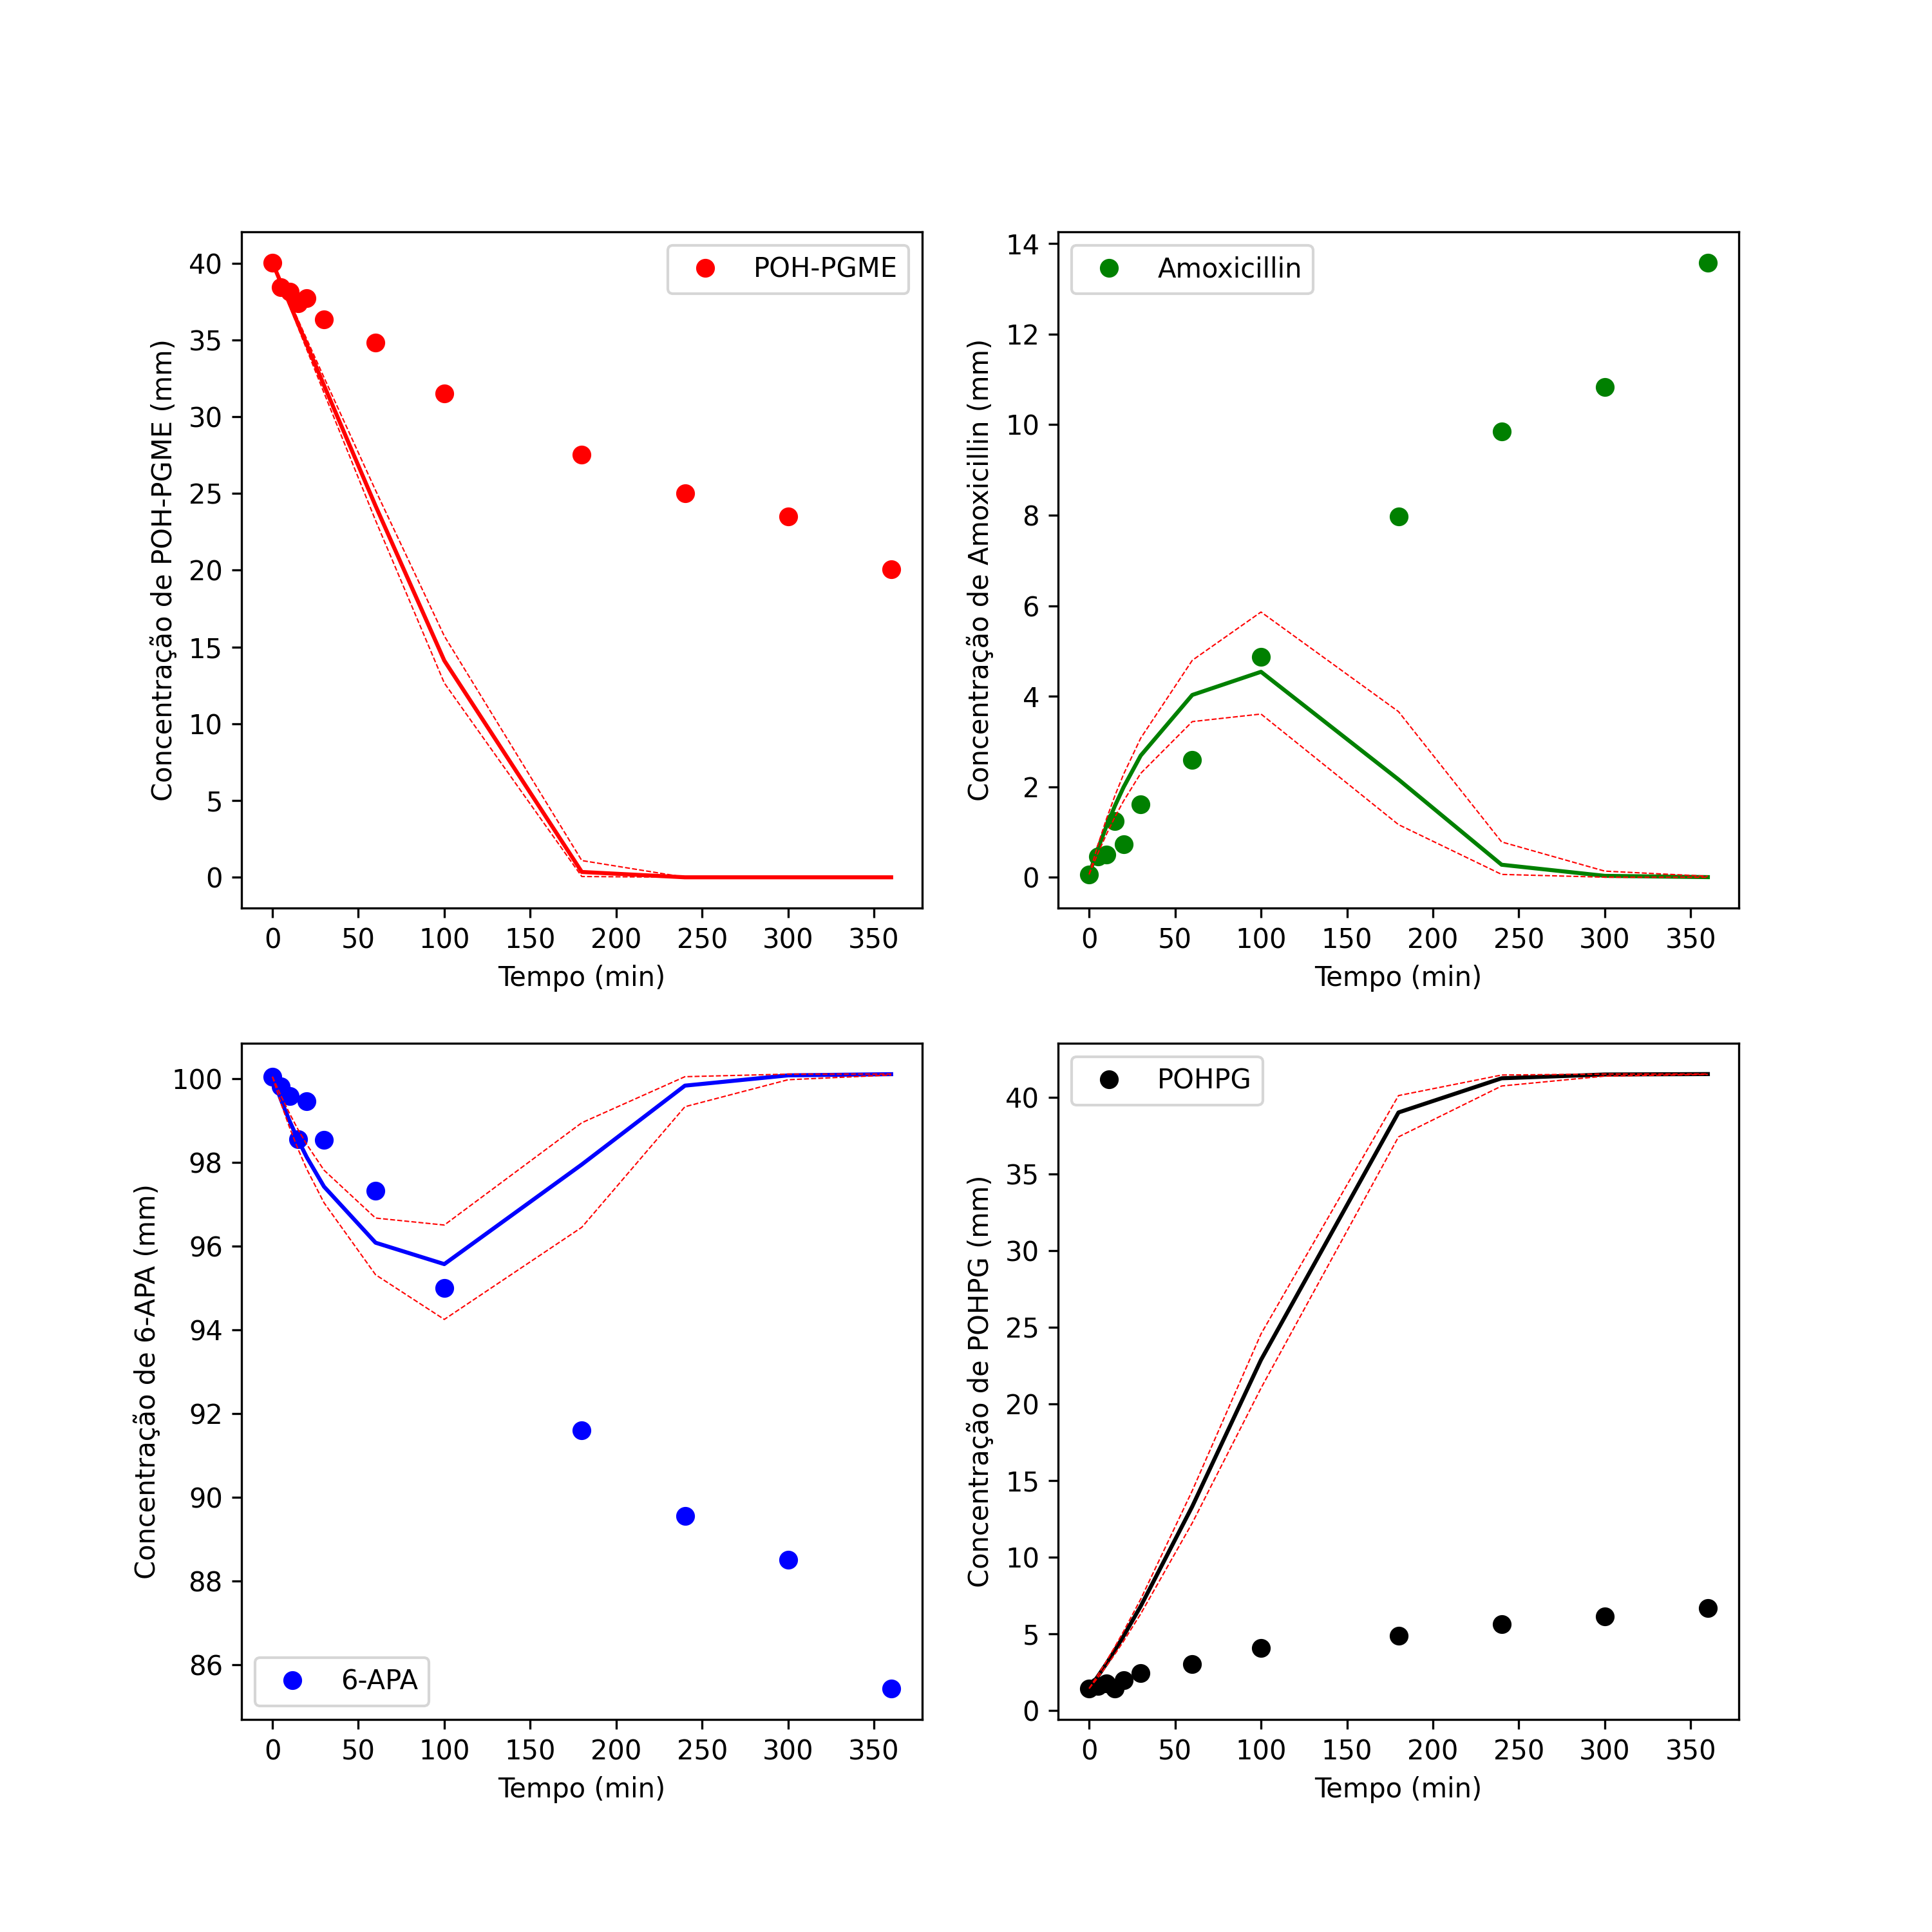 POH-PGME
Concentração de POH-PGME (mm)
40
35
30
25
20
15
10
5
0
0 50 100 150 200 250 300 350
Tempo (min)
Amoxicillin
Concentração de Amoxicillin (mm)
14
12
10
8
6
4
2
0
0 50 100 150 200 250 300 350
Tempo (min)
6-APA
Concentração de 6-APA (mm)
100
98
96
94
92
90
88
86
0 50 100 150 200 250 300 350
Tempo (min)
POHPG
Concentração de POHPG (mm)
40
35
30
25
20
15
10
5
0
0 50 100 150 200 250 300 350
Tempo (min)